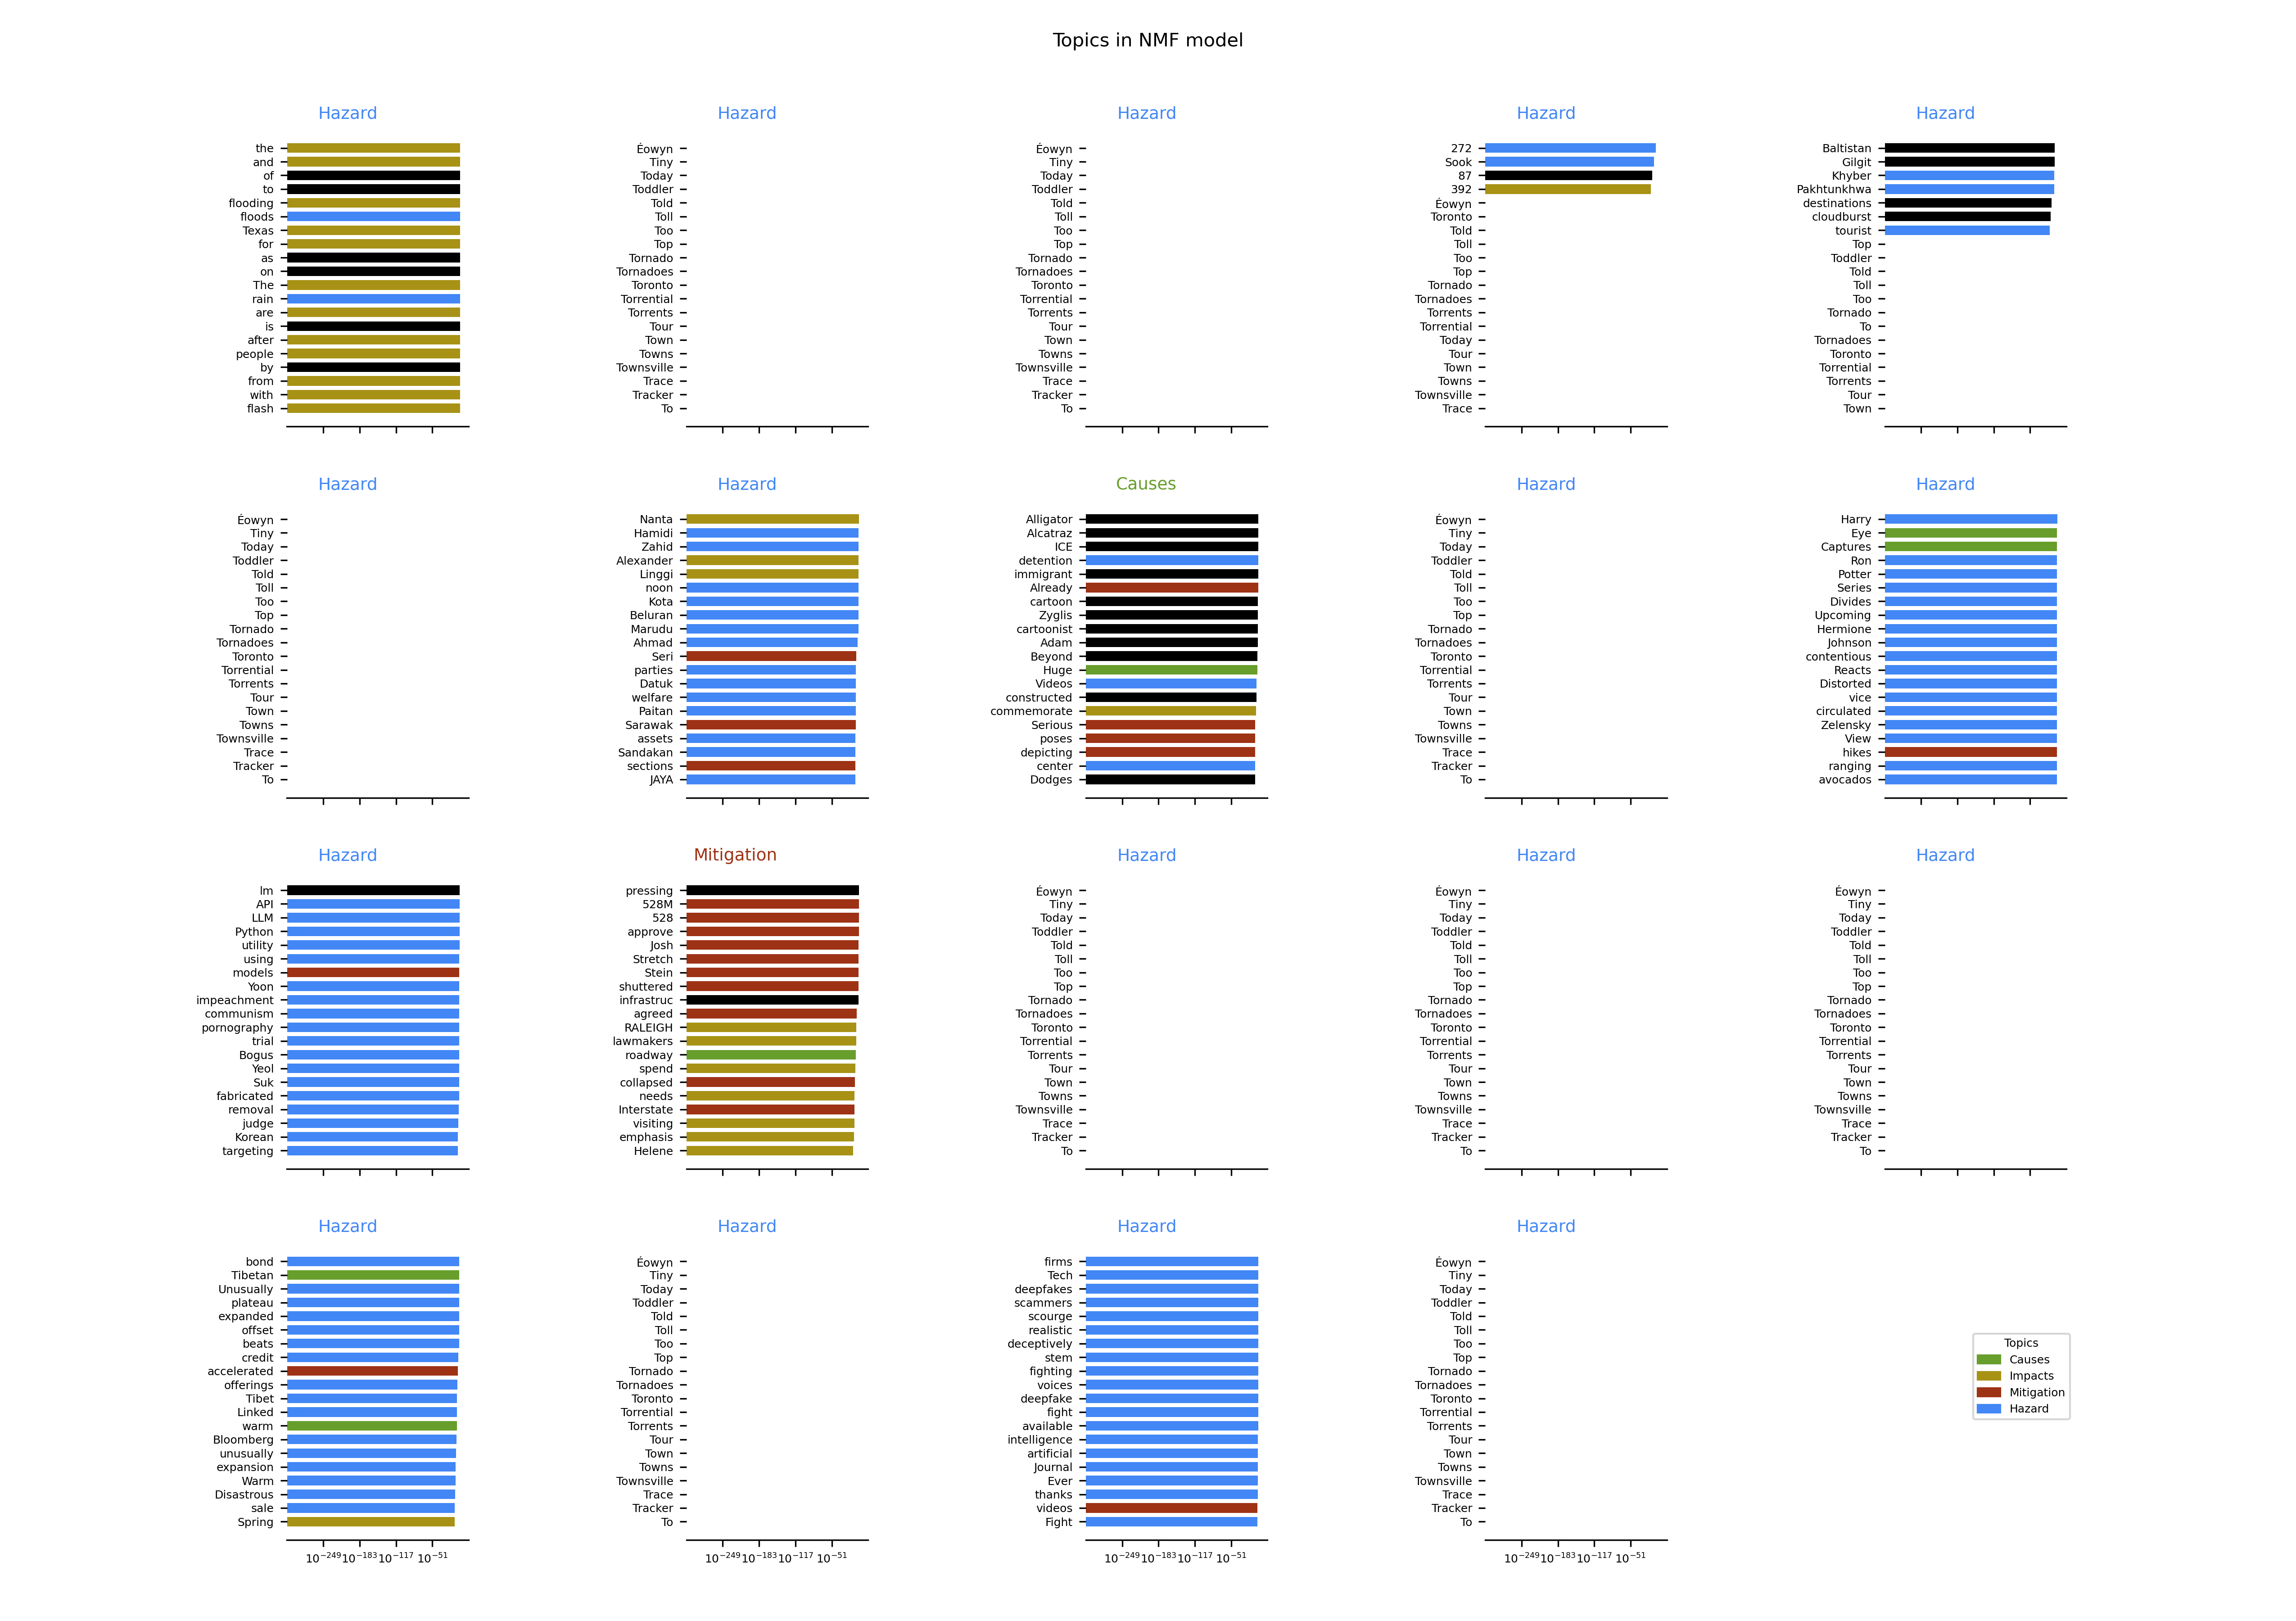 Topics in NMF model
Hazard
the
and
of
to
flooding
floods
Texas
for
as
on
The
rain
are
is
after
people
by
from
with
flash
Hazard
Éowyn
Tiny
Today
Toddler
Told
Toll
Too
Top
Tornado
Tornadoes
Toronto
Torrential
Torrents
Tour
Town
Towns
Townsville
Trace
Tracker
To
Hazard
Éowyn
Tiny
Today
Toddler
Told
Toll
Too
Top
Tornado
Tornadoes
Toronto
Torrential
Torrents
Tour
Town
Towns
Townsville
Trace
Tracker
To
Hazard
272
Sook
87
392
Éowyn
Toronto
Told
Toll
Too
Top
Tornado
Tornadoes
Torrents
Torrential
Today
Tour
Town
Towns
Townsville
Trace
Hazard
Baltistan
Gilgit
Khyber
Pakhtunkhwa
destinations
cloudburst
tourist
Top
Toddler
Told
Toll
Too
Tornado
To
Tornadoes
Toronto
Torrential
Torrents
Tour
Town
Hazard
Éowyn
Tiny
Today
Toddler
Told
Toll
Too
Top
Tornado
Tornadoes
Toronto
Torrential
Torrents
Tour
Town
Towns
Townsville
Trace
Tracker
To
Hazard
Nanta
Hamidi
Zahid
Alexander
Linggi
noon
Kota
Beluran
Marudu
Ahmad
Seri
parties
Datuk
welfare
Paitan
Sarawak
assets
Sandakan
sections
JAYA
Causes
Alligator
Alcatraz
ICE
detention
immigrant
Already
cartoon
Zyglis
cartoonist
Adam
Beyond
Huge
Videos
constructed
commemorate
Serious
poses
depicting
center
Dodges
Hazard
Éowyn
Tiny
Today
Toddler
Told
Toll
Too
Top
Tornado
Tornadoes
Toronto
Torrential
Torrents
Tour
Town
Towns
Townsville
Trace
Tracker
To
Hazard
Harry
Eye
Captures
Ron
Potter
Series
Divides
Upcoming
Hermione
Johnson
contentious
Reacts
Distorted
vice
circulated
Zelensky
View
hikes
ranging
avocados
Hazard
lm
API
LLM
Python
utility
using
models
Yoon
impeachment
communism
pornography
trial
Bogus
Yeol
Suk
fabricated
removal
judge
Korean
targeting
Mitigation
pressing
528M
528
approve
Josh
Stretch
Stein
shuttered
infrastruc
agreed
RALEIGH
lawmakers
roadway
spend
collapsed
needs
Interstate
visiting
emphasis
Helene
Hazard
Éowyn
Tiny
Today
Toddler
Told
Toll
Too
Top
Tornado
Tornadoes
Toronto
Torrential
Torrents
Tour
Town
Towns
Townsville
Trace
Tracker
To
Hazard
Éowyn
Tiny
Today
Toddler
Told
Toll
Too
Top
Tornado
Tornadoes
Toronto
Torrential
Torrents
Tour
Town
Towns
Townsville
Trace
Tracker
To
Hazard
Éowyn
Tiny
Today
Toddler
Told
Toll
Too
Top
Tornado
Tornadoes
Toronto
Torrential
Torrents
Tour
Town
Towns
Townsville
Trace
Tracker
To
Hazard
bond
Tibetan
Unusually
plateau
expanded
offset
beats
credit
accelerated
offerings
Tibet
Linked
warm
Bloomberg
unusually
expansion
Warm
Disastrous
sale
Spring
10⁻²⁴⁹ 10⁻¹⁸³ 10⁻¹¹⁷ 10⁻⁵¹
Hazard
Éowyn
Tiny
Today
Toddler
Told
Toll
Too
Top
Tornado
Tornadoes
Toronto
Torrential
Torrents
Tour
Town
Towns
Townsville
Trace
Tracker
To
10⁻²⁴⁹ 10⁻¹⁸³ 10⁻¹¹⁷ 10⁻⁵¹
Hazard
firms
Tech
deepfakes
scammers
scourge
realistic
deceptively
stem
fighting
voices
deepfake
fight
available
intelligence
artificial
Journal
Ever
thanks
videos
Fight
10⁻²⁴⁹ 10⁻¹⁸³ 10⁻¹¹⁷ 10⁻⁵¹
Hazard
Éowyn
Tiny
Today
Toddler
Told
Toll
Too
Top
Tornado
Tornadoes
Toronto
Torrential
Torrents
Tour
Town
Towns
Townsville
Trace
Tracker
To
10⁻²⁴⁹ 10⁻¹⁸³ 10⁻¹¹⁷ 10⁻⁵¹
Topics
Causes
Impacts
Mitigation
Hazard